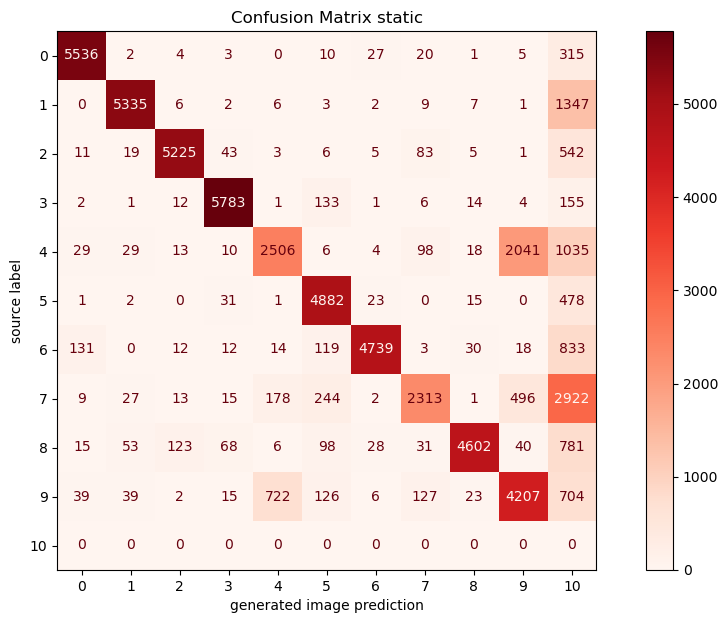 Confusion Matrix static
0 5536 2 4 3 0 10 27 20 1 5 315
1 0 5335 6 2 6 3 2 9 7 1 1347
2 11 19 5225 43 3 6 5 83 5 1 542
3 2 1 12 5783 1 133 1 6 14 4 155
4 29 29 13 10 2506 6 4 98 18 2041 1035
5 1 2 0 31 1 4882 23 0 15 0 478
6 131 0 12 12 14 119 4739 3 30 18 833
7 9 27 13 15 178 244 2 2313 1 496 2922
8 15 53 123 68 6 98 28 31 4602 40 781
9 39 39 2 15 722 126 6 127 23 4207 704
10 0 0 0 0 0 0 0 0 0 0 0
0 1 2 3 4 5 6 7 8 9 10
source label
generated image prediction
5000
4000
3000
2000
1000
0